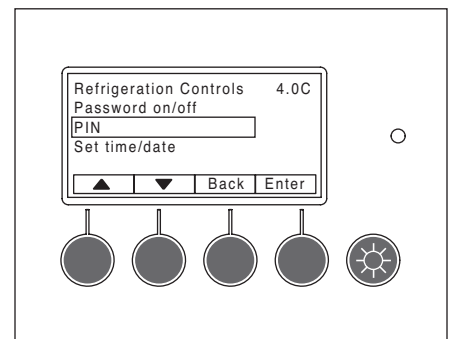 Refrigeration Controls 4.0C
Password on/off
PIN
Set time/date
Back Enter